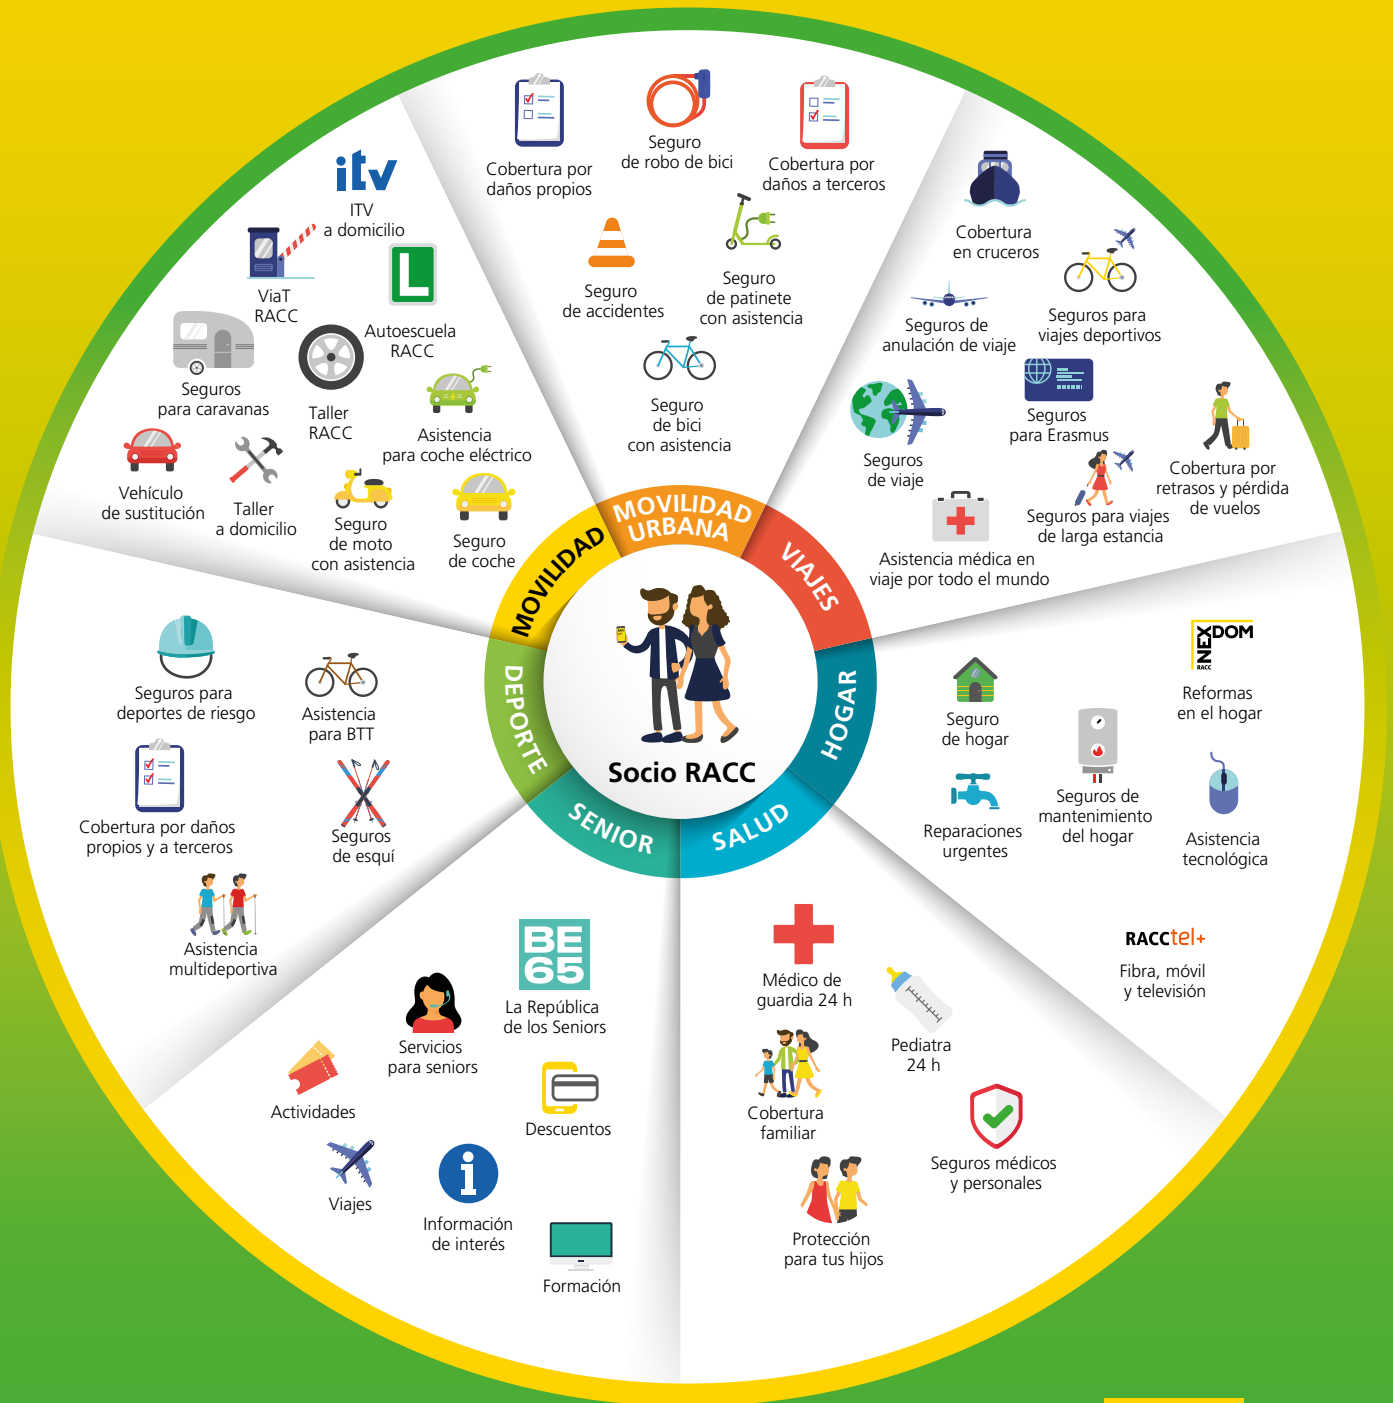 Cobertura por
daños propios
Seguro
de robo de bici
Cobertura por
daños a terceros
Seguro
de accidentes
Seguro
de patinete
con asistencia
Seguro
de bici
con asistencia
MOVILIDAD
URBANA
Cobertura
en cruceros
Seguros para
viajes deportivos
Seguros de
anulación de viaje
Seguros
para Erasmus
Seguros
de viaje
Cobertura por
retrasos y pérdida
de vuelos
Seguros para viajes
de larga estancia
Asistencia médica en
viaje por todo el mundo
VIAJES
NEXDOM
RACC
Reformas
en el hogar
Seguro
de hogar
Seguros de
mantenimiento
del hogar
Reparaciones
urgentes
Asistencia
tecnológica
RACCtel+
Fibra, móvil
y televisión
HOGAR
Médico de
guardia 24 h
Pediatra
24 h
Cobertura
familiar
Seguros médicos
y personales
Protección
para tus hijos
SALUD
BE
65
La República
de los Seniors
Servicios
para seniors
Actividades
Descuentos
Viajes
Información
de interés
Formación
SENIOR
Seguros para
deportes de riesgo
Asistencia
para BTT
Cobertura por daños
propios y a terceros
Seguros
de esquí
Asistencia
multideportiva
DEPORTE
itv
ITV
a domicilio
ViaT
RACC
L
Autoescuela
RACC
Seguros
para caravanas
Taller
RACC
Asistencia
para coche eléctrico
Vehículo
de sustitución
Taller
a domicilio
Seguro
de moto
con asistencia
Seguro
de coche
MOVILIDAD
Socio RACC